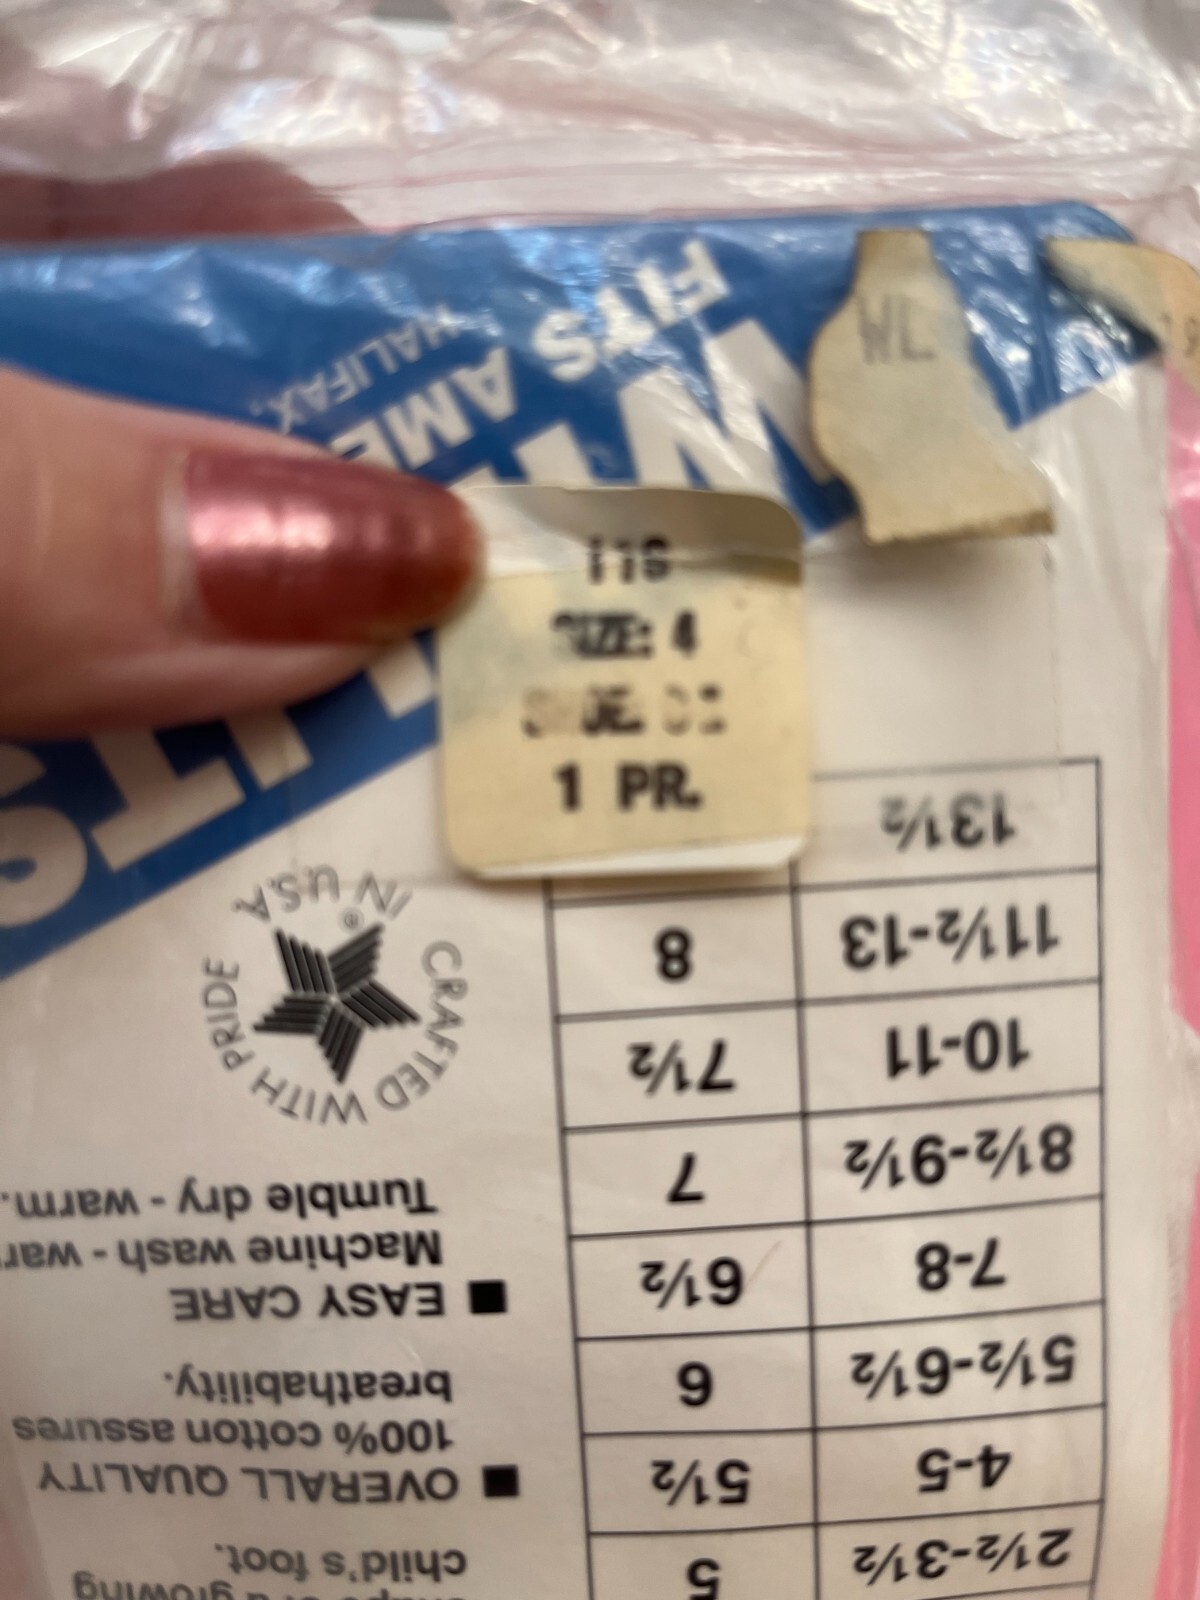 WL
SIZE: 4
1 PR.
2½-3½ 5
4-5 5½
5½-6½ 6
7-8 6½
8½-9½ 7
10-11 7½
11½-13 8
13½
of a growing
child's foot.
■ OVERALL QUALITY
100% cotton assures
breathability.
■ EASY CARE
Machine wash - war
Tumble dry - warm.
CRAFTED WITH PRIDE IN U.S.A.
®
FITS AME
HALIFAX,